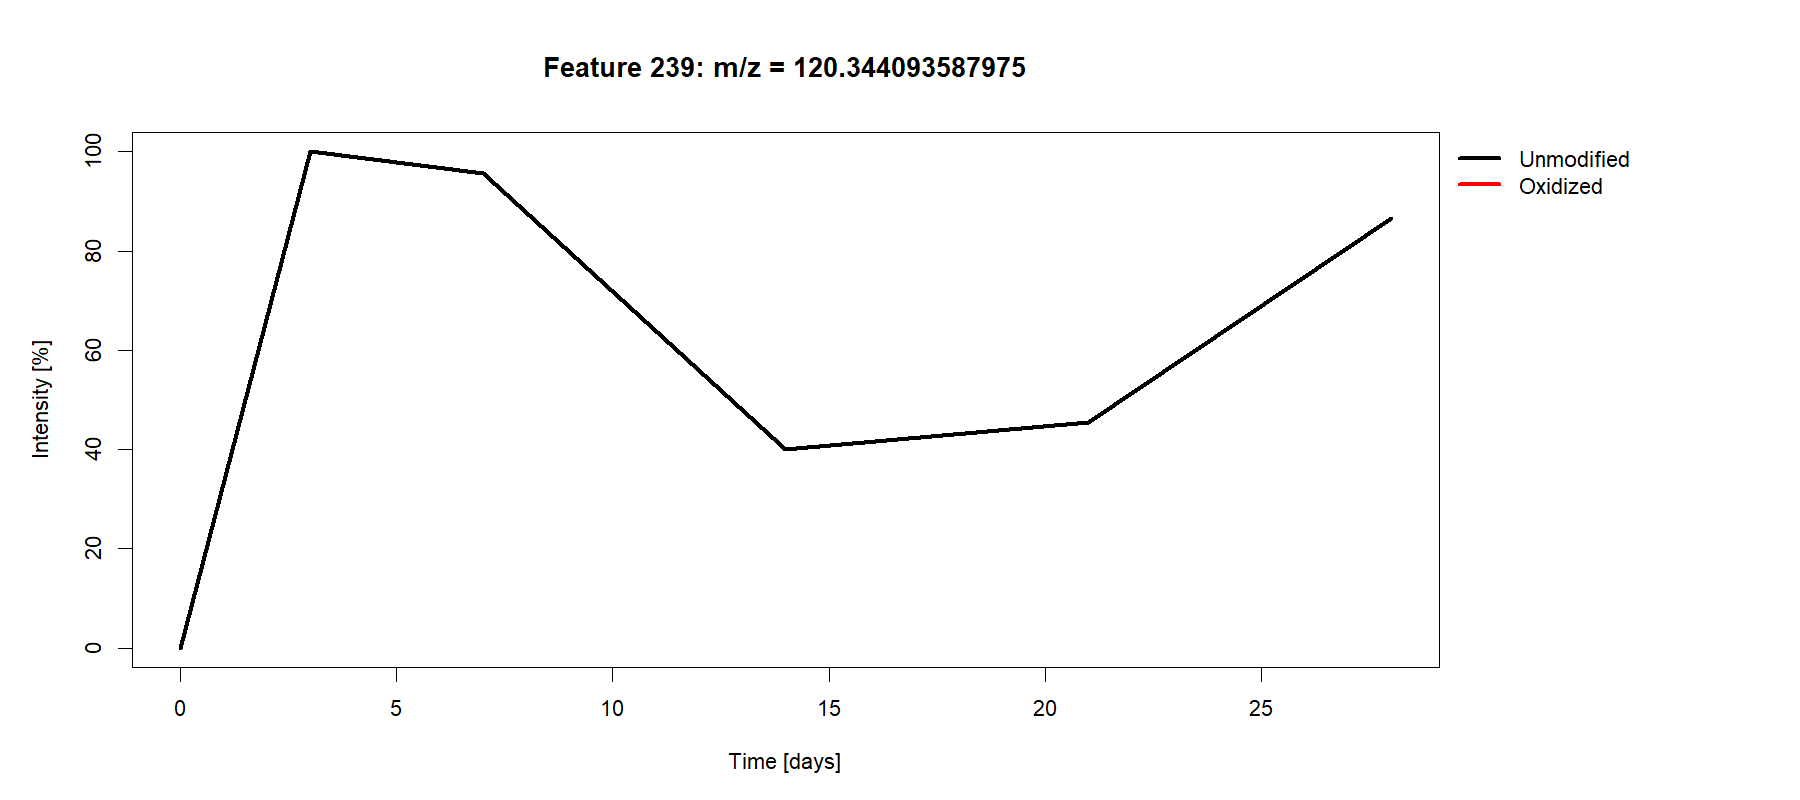 Feature 239: m/z = 120.344093587975
Unmodified
Oxidized
Intensity [%]
100
80
60
40
20
0
0 5 10 15 20 25
Time [days]